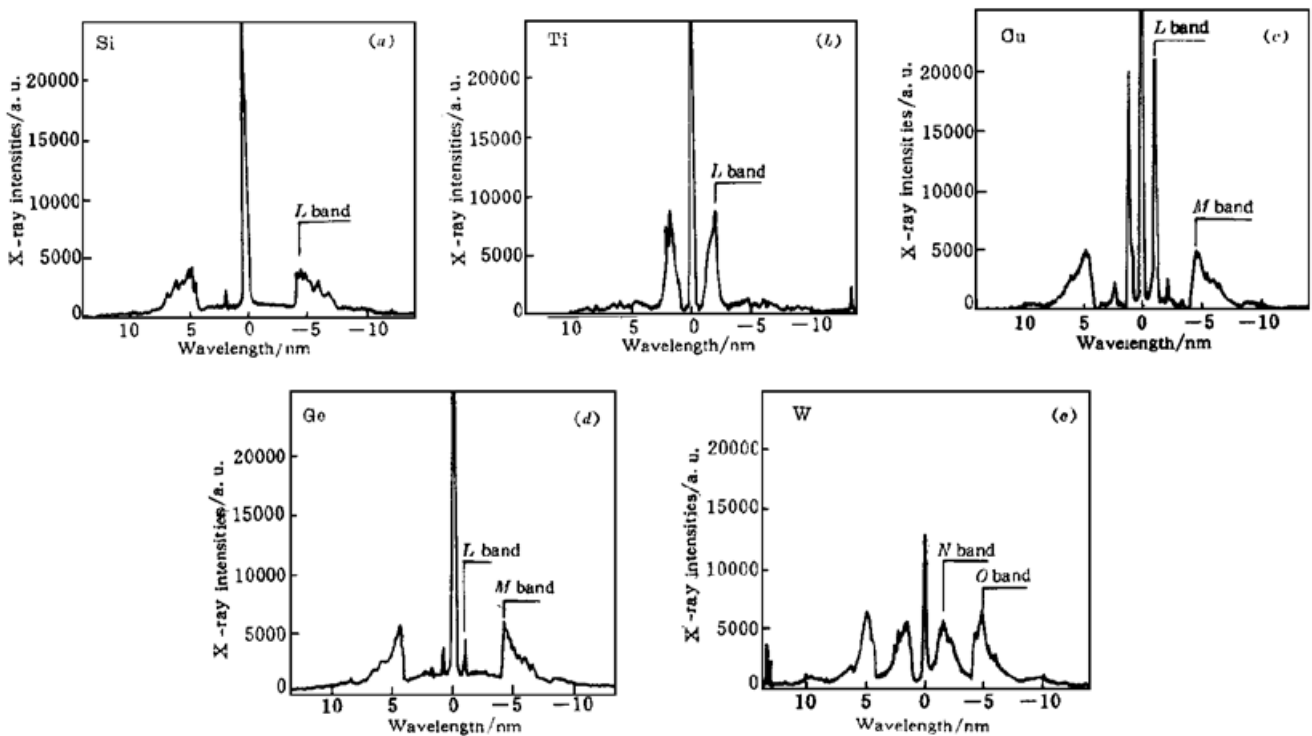 Si
(a)
X-ray intensities/a. u.
20000
15000
10000
5000
0
L band
10 5 0 −5 −10
Wavelength/nm
Ti
(b)
X-ray intensities/a. u.
20000
15000
10000
5000
0
L band
10 5 0 −5 −10
Wavelength/nm
Cu
(c)
X-ray intensities/a. u.
20000
15000
10000
5000
0
L band
M band
10 5 0 −5 −10
Wavelength/nm
Ge
(d)
X-ray intensities/a. u.
20000
15000
10000
5000
0
L band
M band
10 5 0 −5 −10
Wavelength/nm
W
(e)
X-ray intensities/a. u.
20000
15000
10000
5000
0
N band
O band
10 5 0 −5 −10
Wavelength/nm